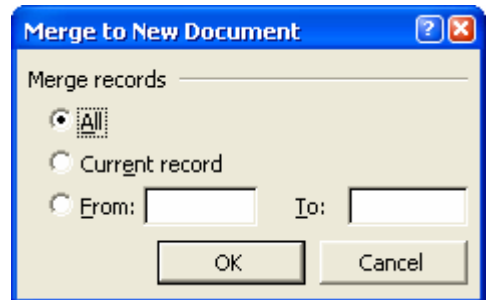 Merge to New Document
Merge records
All
Current record
From: To:
OK Cancel